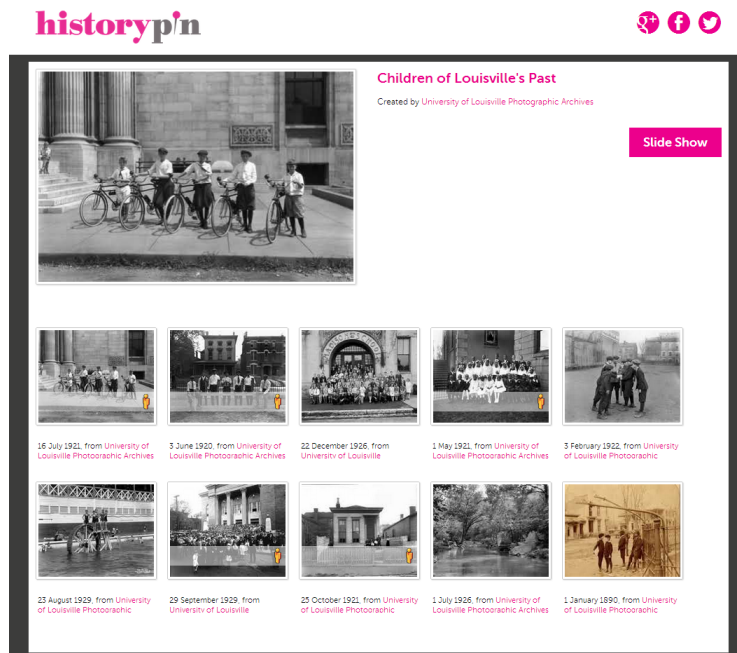 historypin
g+ f
Children of Louisville's Past
Created by University of Louisville Photographic Archives
Slide Show
16 July 1921, from University of
Louisville Photographic Archives
3 June 1920, from University of
Louisville Photographic Archives
22 December 1926, from
University of Louisville
1 May 1921, from University of
Louisville Photographic Archives
3 February 1922, from University
of Louisville Photographic
23 August 1929, from University
of Louisville Photographic
29 September 1929, from
University of Louisville
25 October 1921, from University
of Louisville Photographic
1 July 1926, from University of
Louisville Photographic Archives
1 January 1890, from University
of Louisville Photographic